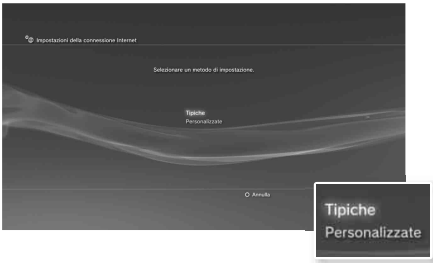 Impostazioni della connessione Internet
Selezionare un metodo di impostazione.
Tipiche
Personalizzate
Annulla
Tipiche
Personalizzate